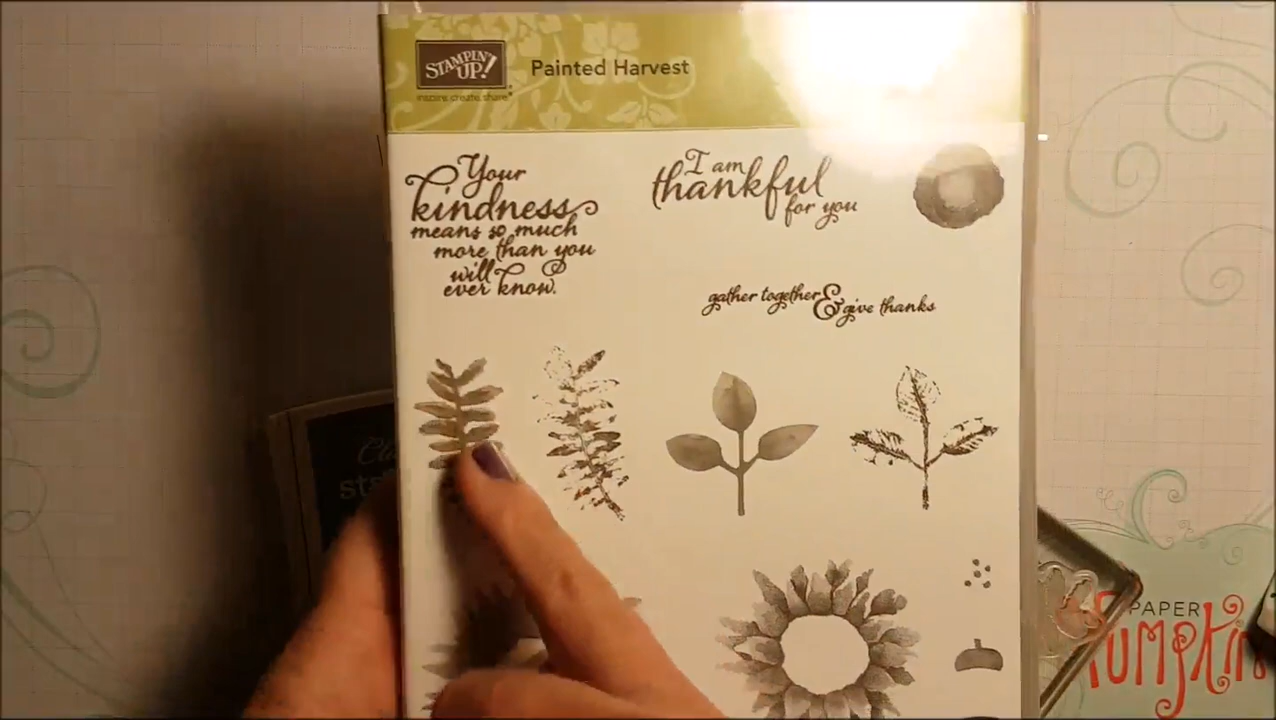 STAMPIN' UP!
inspire.create.share
Painted Harvest
Your
kindness
means so much
more than you
will
ever know.
I am
thankful
for you
gather together & give thanks
PAPER
PUMPKIN